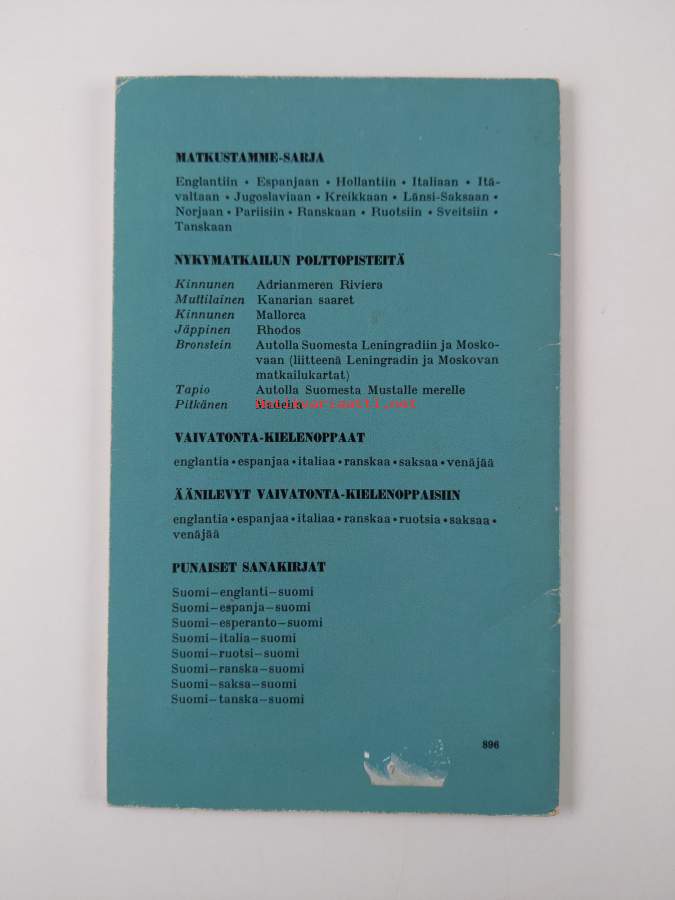 MATKUSTAMME-SARJA
Englantiin • Espanjaan • Hollantiin • Italiaan • Itä-
valtaan • Jugoslaviaan • Kreikkaan • Länsi-Saksaan •
Norjaan • Pariisiin • Ranskaan • Ruotsiin • Sveitsiin •
Tanskaan
NYKYMATKAILUN POLTTOPISTEITÄ
Kinnunen Adrianmeren Riviera
Muttilainen Kanarian saaret
Kinnunen Mallorca
Jäppinen Rhodos
Bronstein Autolla Suomesta Leningradiin ja Mosko-
vaan (liitteenä Leningradin ja Moskovan
matkailukartat)
Tapio Autolla Suomesta Mustalle merelle
Pitkänen Madeira
Antikvariaatti.net
VAIVATONTA-KIELENOPPAAT
englantia • espanjaa • italiaa • ranskaa • saksaa • venäjää
ÄÄNILEVYT VAIVATONTA-KIELENOPPAISIIN
englantia • espanjaa • italiaa • ranskaa • ruotsia • saksaa •
venäjää
PUNAISET SANAKIRJAT
Suomi–englanti–suomi
Suomi–espanja–suomi
Suomi–esperanto–suomi
Suomi–italia–suomi
Suomi–ruotsi–suomi
Suomi–ranska–suomi
Suomi–saksa–suomi
Suomi–tanska–suomi
896